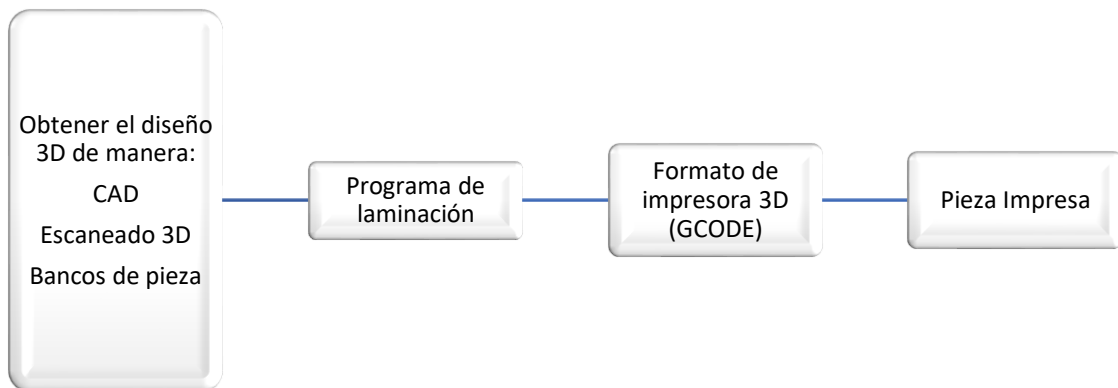 Obtener el diseño
3D de manera:
CAD
Escaneado 3D
Bancos de pieza
Programa de
laminación
Formato de
impresora 3D
(GCODE)
Pieza Impresa